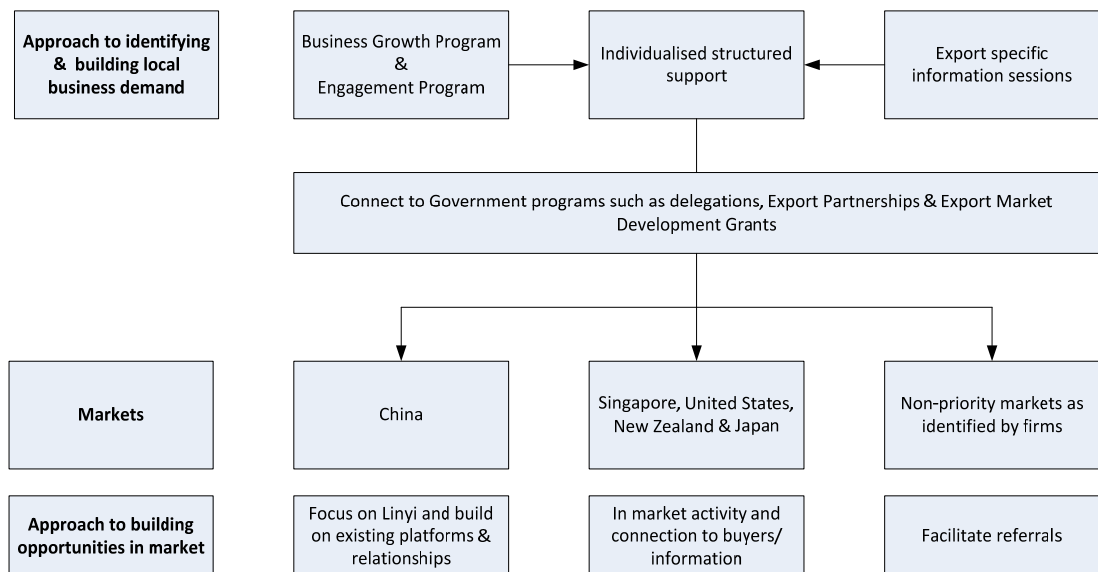 Approach to identifying
& building local
business demand
Business Growth Program
&
Engagement Program
Individualised structured
support
Export specific
information sessions
Connect to Government programs such as delegations, Export Partnerships & Export Market
Development Grants
Markets
China
Singapore, United States,
New Zealand & Japan
Non-priority markets as
identified by firms
Approach to building
opportunities in market
Focus on Linyi and build
on existing platforms &
relationships
In market activity and
connection to buyers/
information
Facilitate referrals